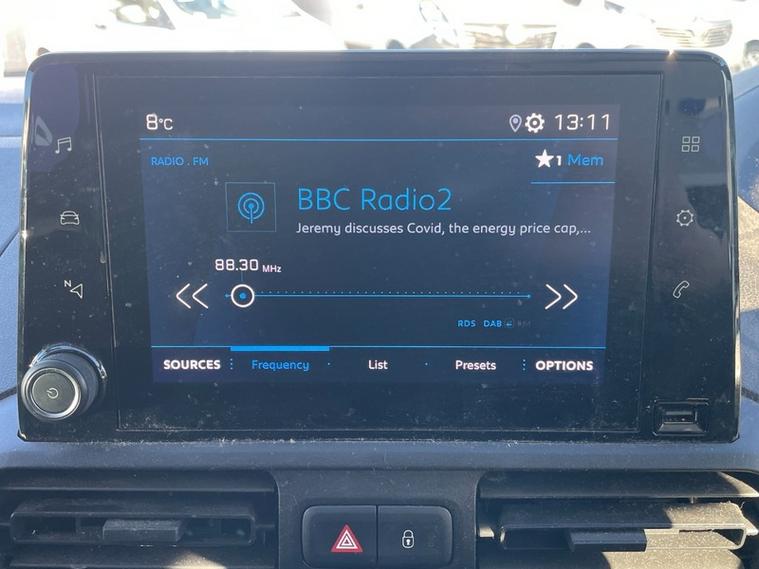 8°C 13:11
RADIO . FM ★1 Mem
BBC Radio2
Jeremy discusses Covid, the energy price cap,...
88.30 MHz
RDS DAB FM
SOURCES Frequency List Presets OPTIONS
N